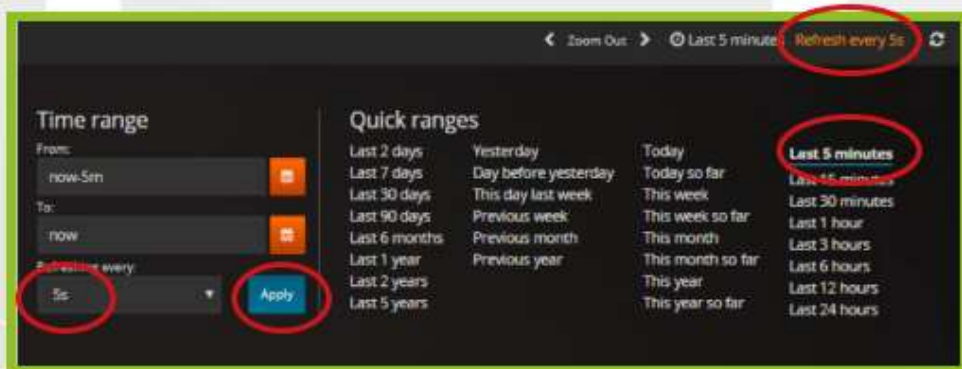 Zoom Out Last 5 minutes Refresh every 5s
Time range
From:
now-5m
To:
now
Refreshing every:
5s
Apply
Quick ranges
Last 2 days
Last 7 days
Last 30 days
Last 90 days
Last 6 months
Last 1 year
Last 2 years
Last 5 years
Yesterday
Day before yesterday
This day last week
Previous week
Previous month
Previous year
Today
Today so far
This week
This week so far
This month
This month so far
This year
This year so far
Last 5 minutes
Last 15 minutes
Last 30 minutes
Last 1 hour
Last 3 hours
Last 6 hours
Last 12 hours
Last 24 hours